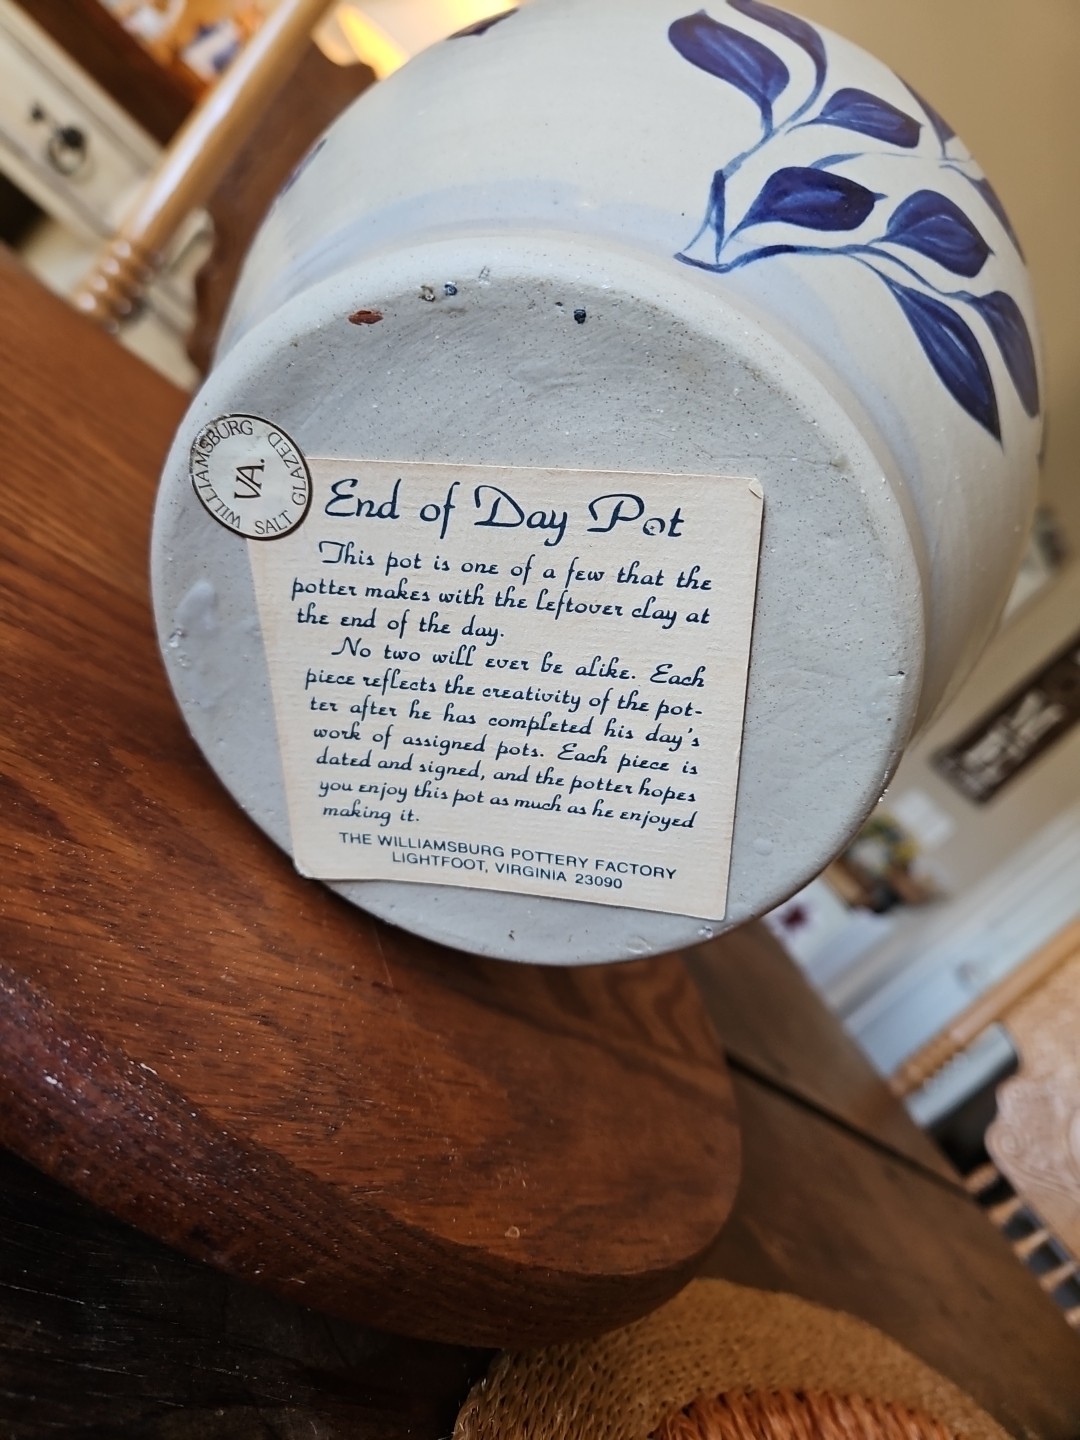 WILLIAMSBURG
VA.
SALT GLAZED
End of Day Pot
This pot is one of a few that the
potter makes with the leftover clay at
the end of the day.
No two will ever be alike. Each
piece reflects the creativity of the pot-
ter after he has completed his day's
work of assigned pots. Each piece is
dated and signed, and the potter hopes
you enjoy this pot as much as he enjoyed
making it.
THE WILLIAMSBURG POTTERY FACTORY
LIGHTFOOT, VIRGINIA 23090